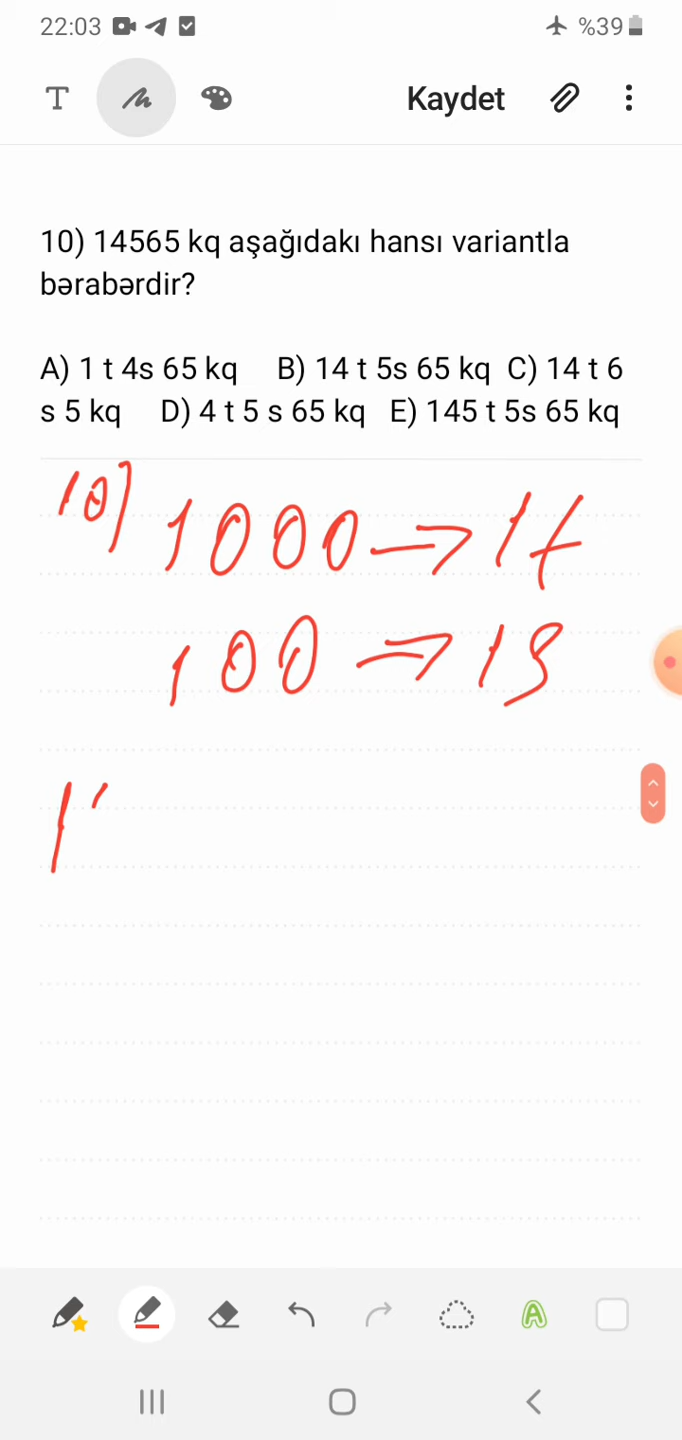 22:03 %39
T Kaydet
10) 14565 kq aşağıdakı hansı variantla
bərabərdir?
A) 1 t 4s 65 kq B) 14 t 5s 65 kq C) 14 t 6
s 5 kq D) 4 t 5 s 65 kq E) 145 t 5s 65 kq
10) 1000 → 1t
100 → 1s
1
A